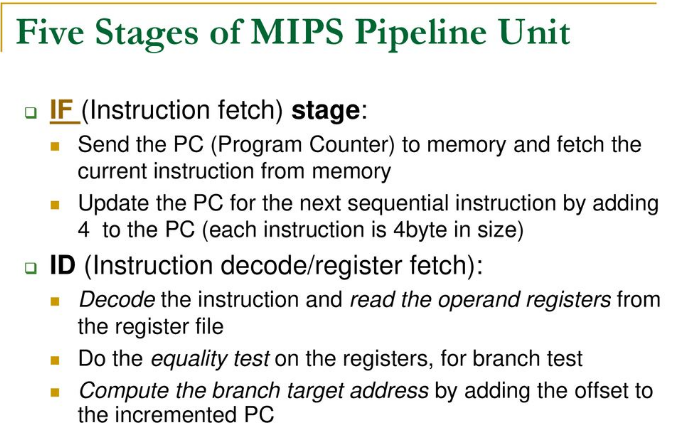 Five Stages of MIPS Pipeline Unit
IF (Instruction fetch) stage:
Send the PC (Program Counter) to memory and fetch the
current instruction from memory
Update the PC for the next sequential instruction by adding
4 to the PC (each instruction is 4byte in size)
ID (Instruction decode/register fetch):
Decode the instruction and read the operand registers from
the register file
Do the equality test on the registers, for branch test
Compute the branch target address by adding the offset to
the incremented PC